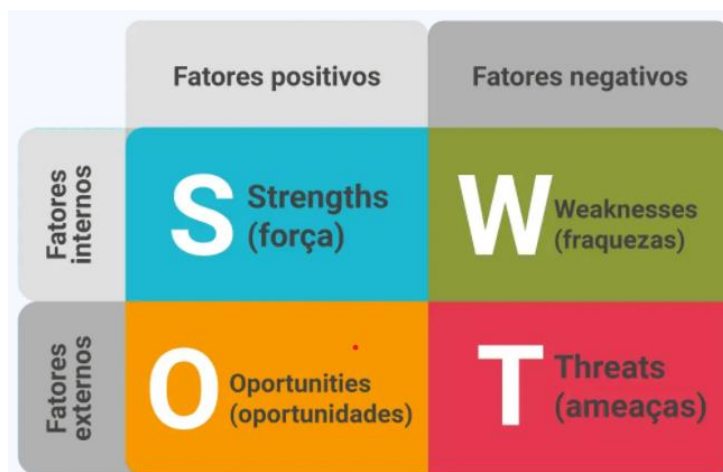 Fatores positivos
Fatores negativos
Fatores
internos
S
Strengths
(força)
W
Weaknesses
(fraquezas)
Fatores
externos
O
Oportunities
(oportunidades)
T
Threats
(ameaças)